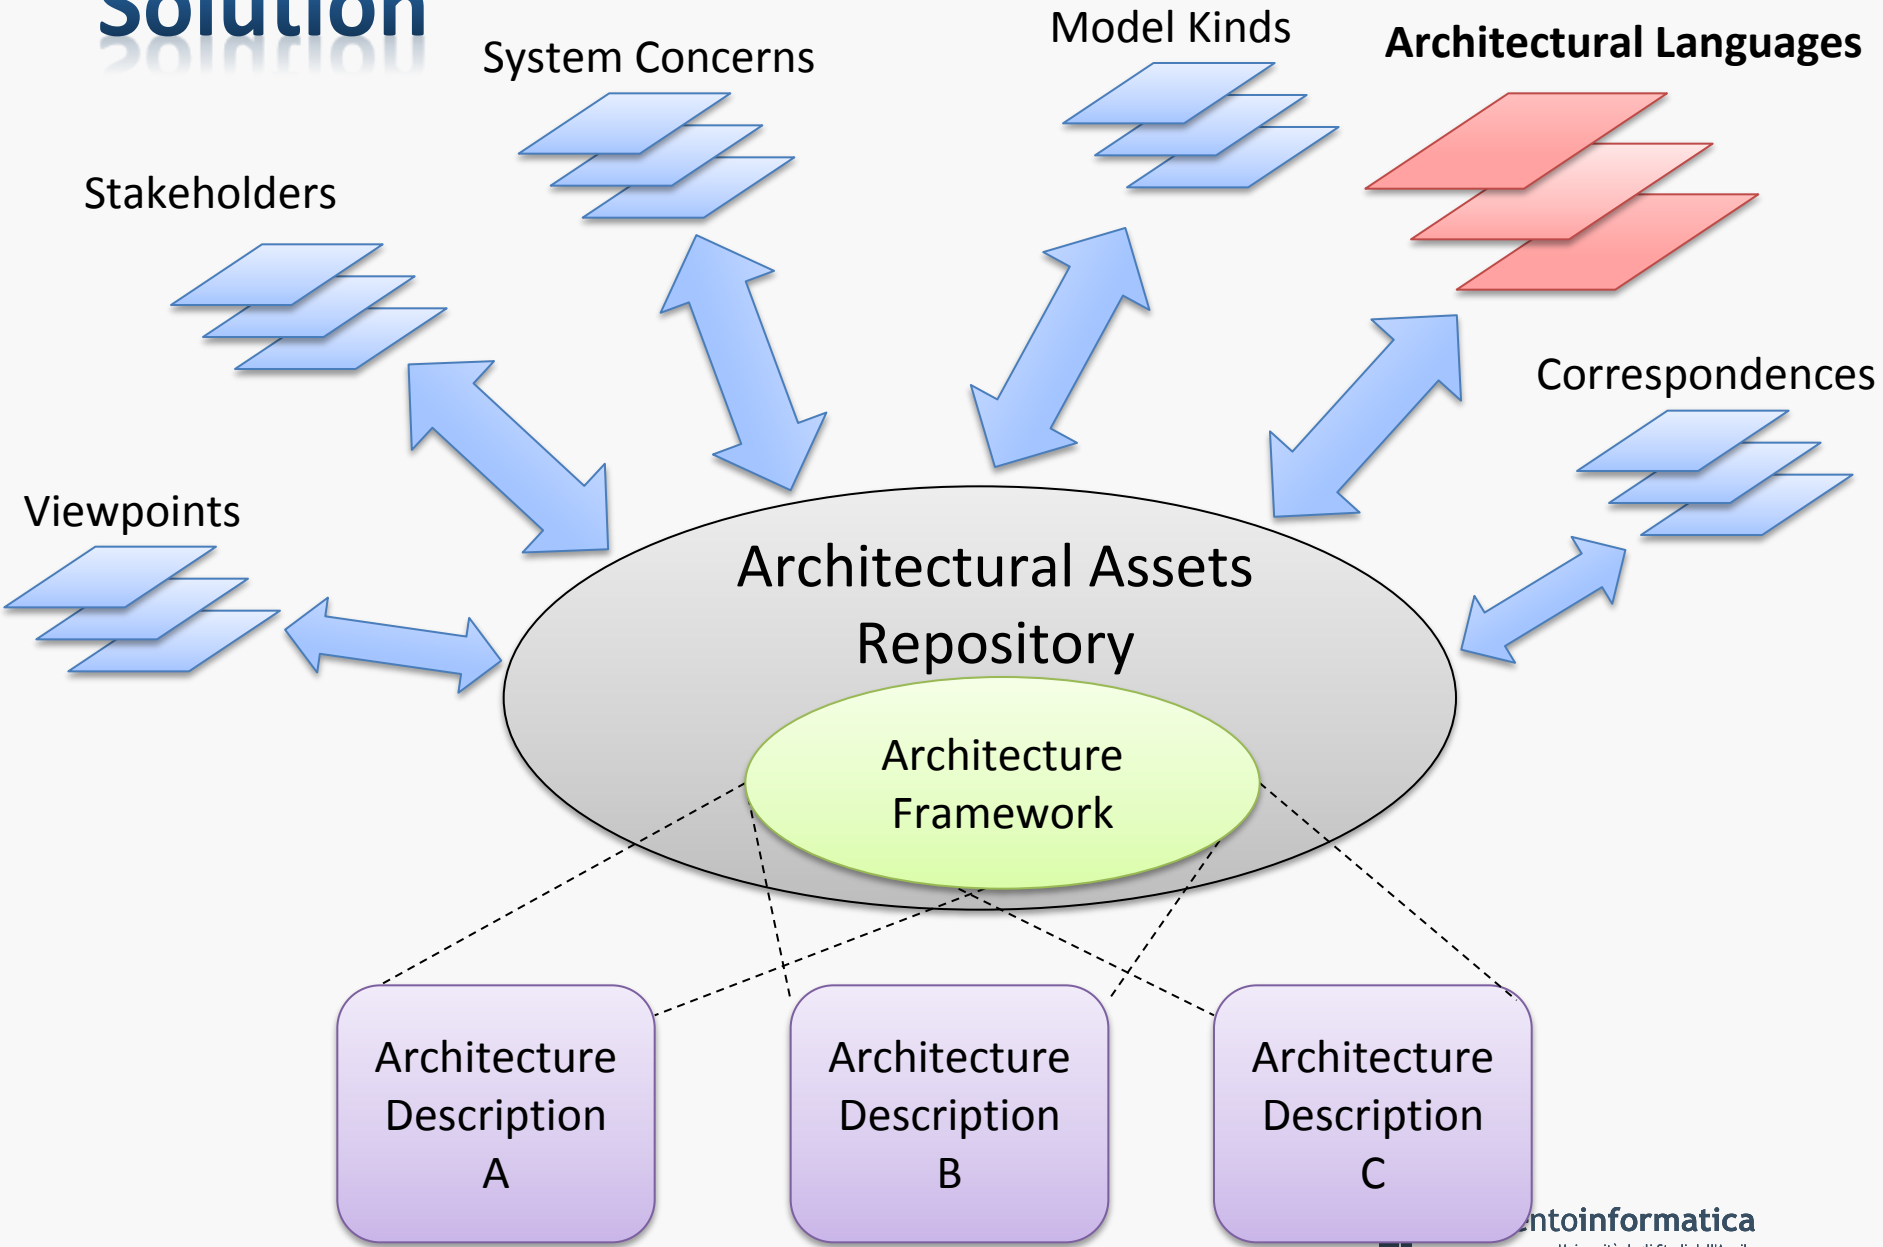 Solution
System Concerns
Model Kinds
Architectural Languages
Stakeholders
Correspondences
Viewpoints
Architectural Assets
Repository
Architecture
Framework
Architecture
Description
A
Architecture
Description
B
Architecture
Description
C
entoinformatica